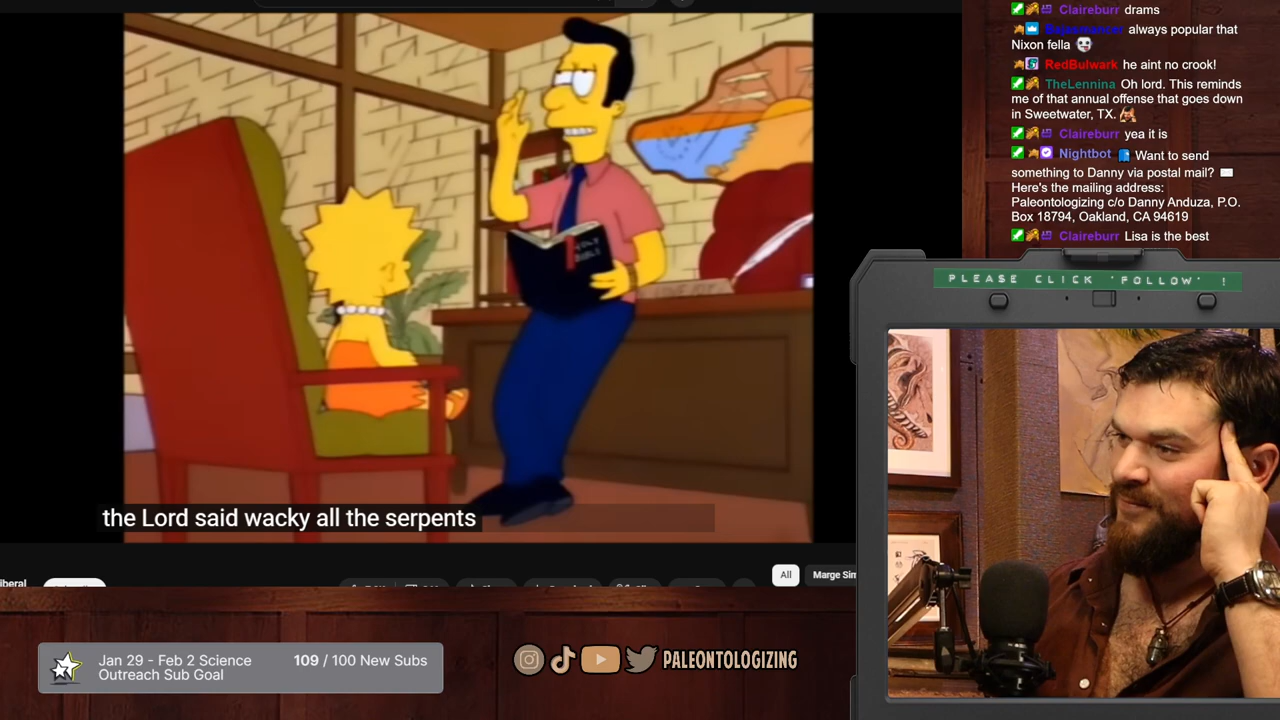 Claireburr drams
always popular that
Nixon fella
RedBulwark he aint no crook!
TheLennina Oh lord. This reminds
me of that annual offense that goes down
in Sweetwater, TX.
Claireburr yea it is
Nightbot Want to send
something to Danny via postal mail?
Here's the mailing address:
Paleontologizing c/o Danny Anduza, P.O.
Box 18794, Oakland, CA 94619
Claireburr Lisa is the best
PLEASE CLICK 'FOLLOW' !
HOLY
BIBLE
the Lord said wacky all the serpents
All
Marge Sim
Jan 29 - Feb 2 Science
Outreach Sub Goal
109 / 100 New Subs
PALEONTOLOGIZING